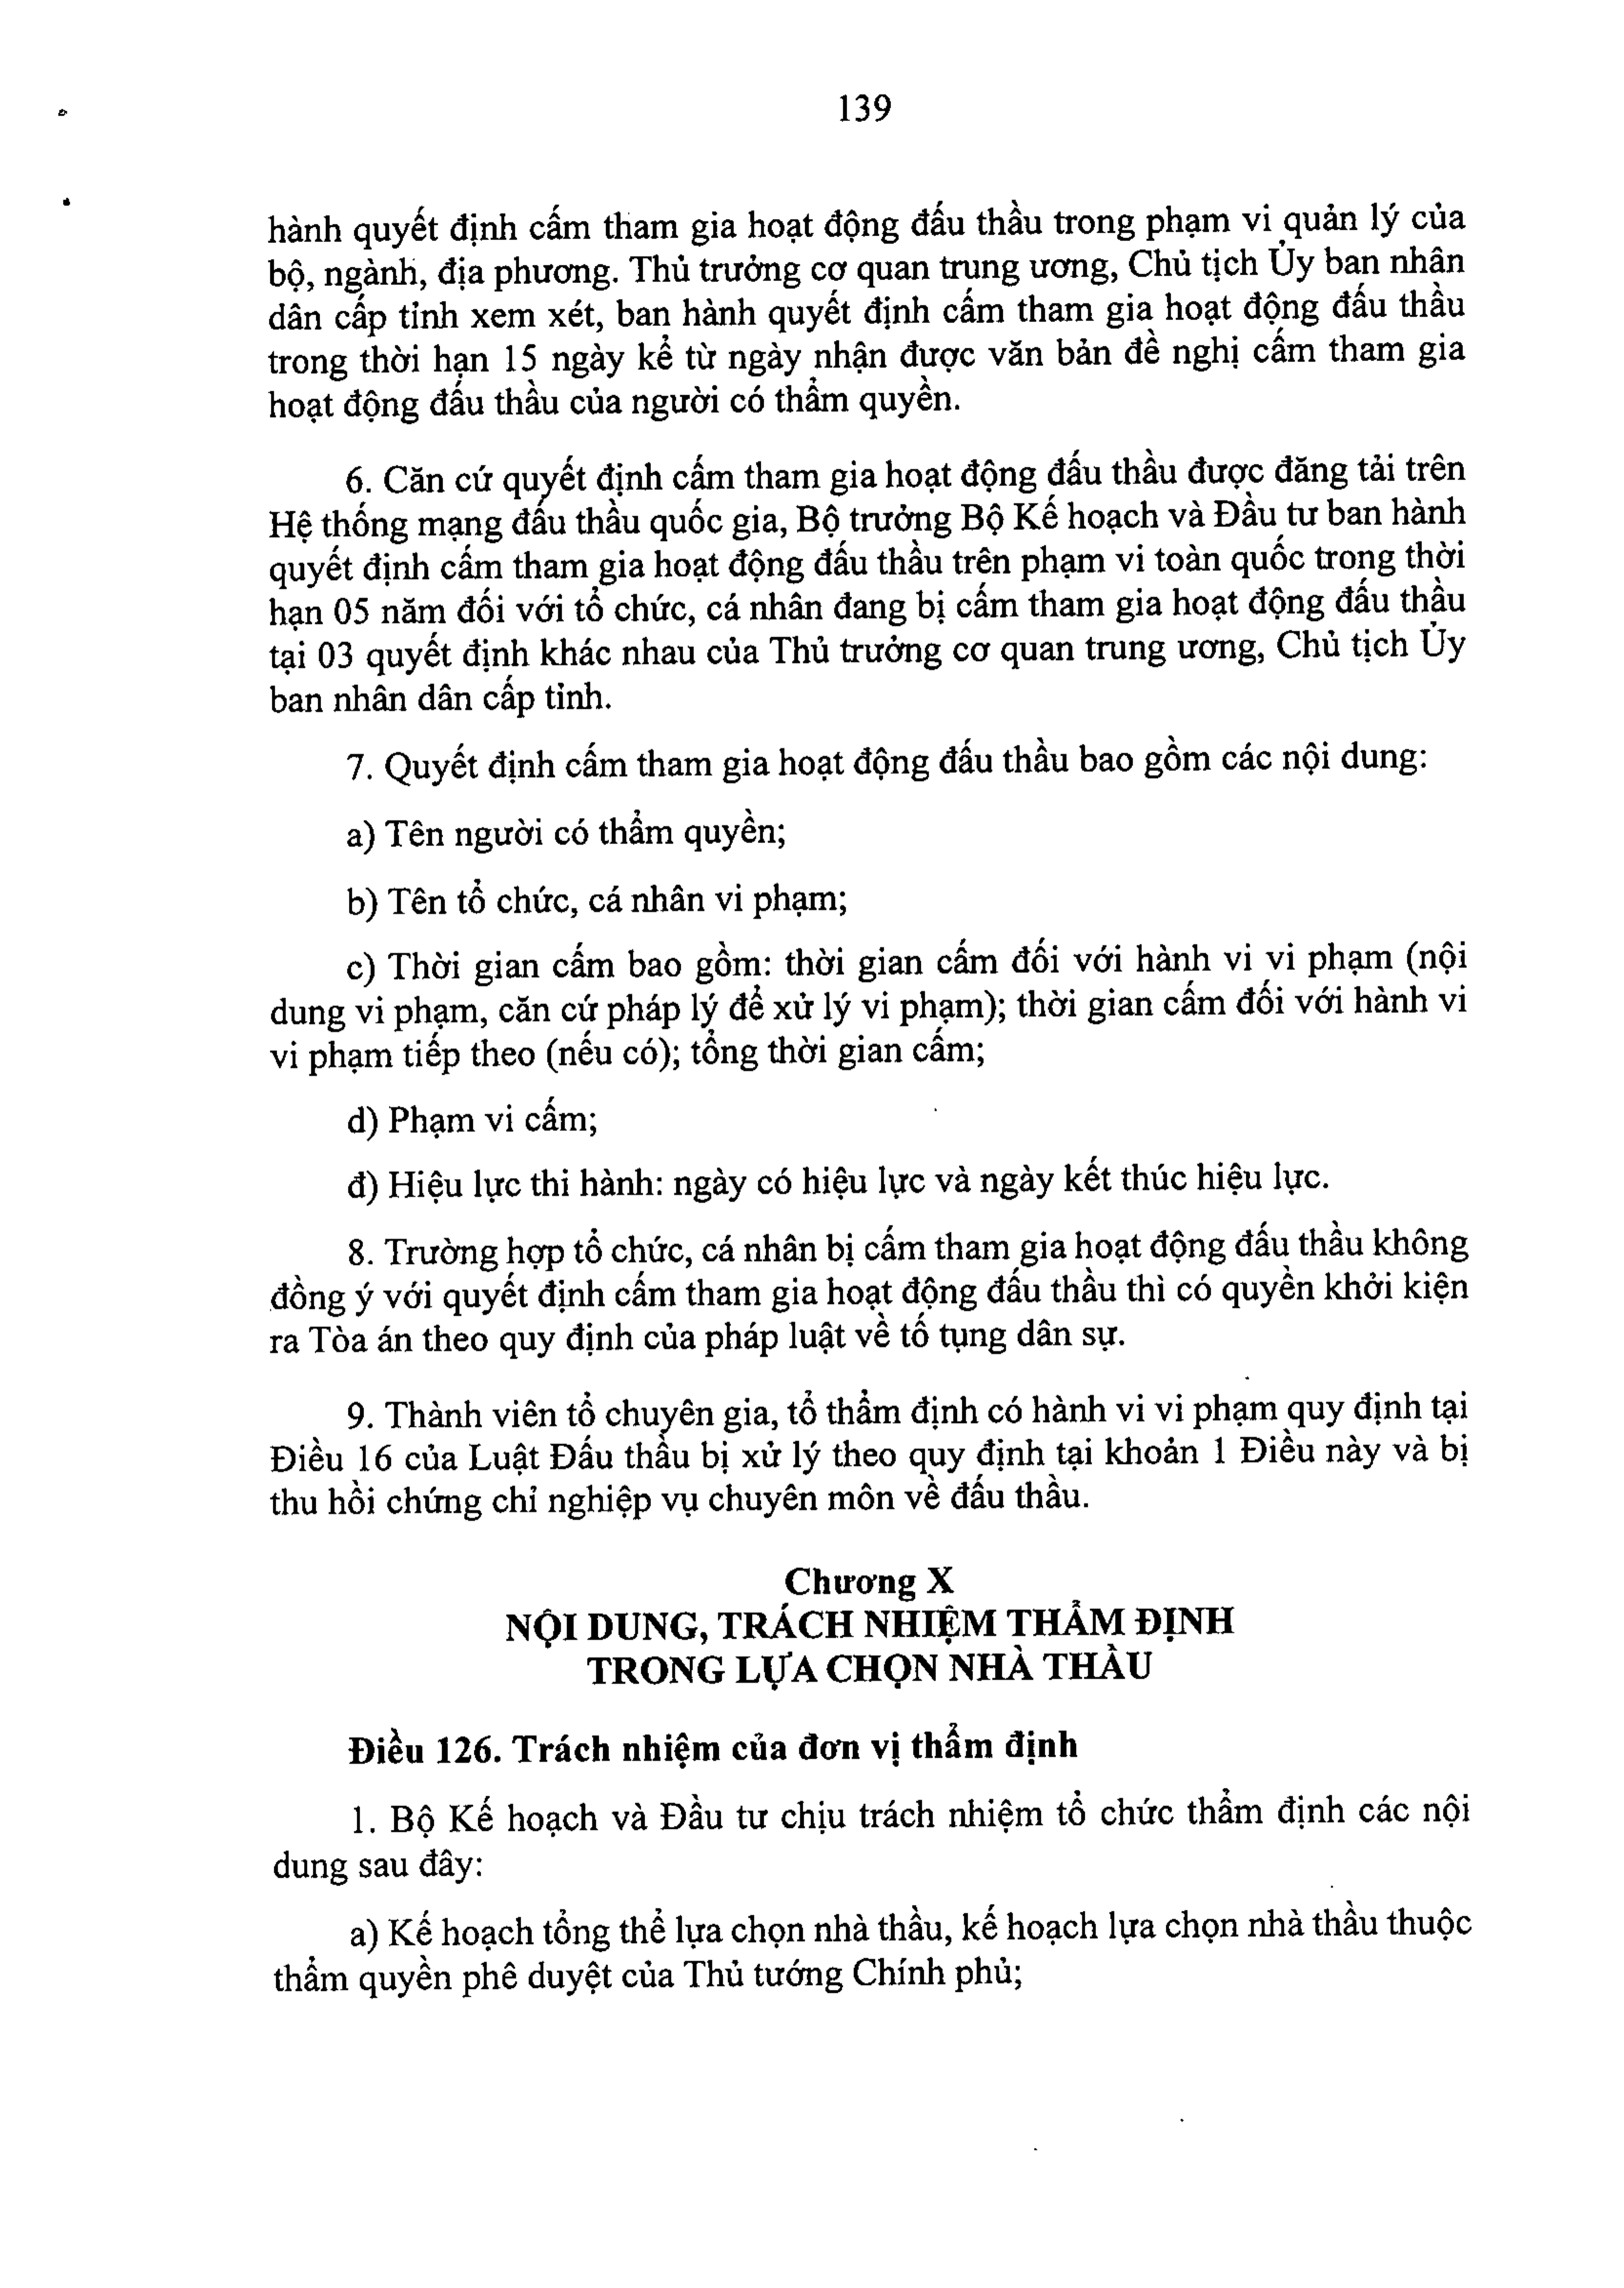 139
hành quyết định cấm tham gia hoạt động đấu thầu trong phạm vi quản lý của
bộ, ngành, địa phương. Thủ trưởng cơ quan trung ương, Chủ tịch Ủy ban nhân
dân cấp tỉnh xem xét, ban hành quyết định cấm tham gia hoạt động đấu thầu
trong thời hạn 15 ngày kể từ ngày nhận được văn bản đề nghị cấm tham gia
hoạt động đấu thầu của người có thẩm quyền.
6. Căn cứ quyết định cấm tham gia hoạt động đấu thầu được đăng tải trên
Hệ thống mạng đấu thầu quốc gia, Bộ trưởng Bộ Kế hoạch và Đầu tư ban hành
quyết định cấm tham gia hoạt động đấu thầu trên phạm vi toàn quốc trong thời
hạn 05 năm đối với tổ chức, cá nhân đang bị cấm tham gia hoạt động đấu thầu
tại 03 quyết định khác nhau của Thủ trưởng cơ quan trung ương, Chủ tịch Ủy
ban nhân dân cấp tỉnh.
7. Quyết định cấm tham gia hoạt động đấu thầu bao gồm các nội dung:
a) Tên người có thẩm quyền;
b) Tên tổ chức, cá nhân vi phạm;
c) Thời gian cấm bao gồm: thời gian cấm đối với hành vi vi phạm (nội
dung vi phạm, căn cứ pháp lý để xử lý vi phạm); thời gian cấm đối với hành vi
vi phạm tiếp theo (nếu có); tổng thời gian cấm;
d) Phạm vi cấm;
đ) Hiệu lực thi hành: ngày có hiệu lực và ngày kết thúc hiệu lực.
8. Trường hợp tổ chức, cá nhân bị cấm tham gia hoạt động đấu thầu không
đồng ý với quyết định cấm tham gia hoạt động đấu thầu thì có quyền khởi kiện
ra Tòa án theo quy định của pháp luật về tố tụng dân sự.
9. Thành viên tổ chuyên gia, tổ thẩm định có hành vi vi phạm quy định tại
Điều 16 của Luật Đấu thầu bị xử lý theo quy định tại khoản 1 Điều này và bị
thu hồi chứng chỉ nghiệp vụ chuyên môn về đấu thầu.
Chương X
NỘI DUNG, TRÁCH NHIỆM THẨM ĐỊNH
TRONG LỰA CHỌN NHÀ THẦU
Điều 126. Trách nhiệm của đơn vị thẩm định
1. Bộ Kế hoạch và Đầu tư chịu trách nhiệm tổ chức thẩm định các nội
dung sau đây:
a) Kế hoạch tổng thể lựa chọn nhà thầu, kế hoạch lựa chọn nhà thầu thuộc
thẩm quyền phê duyệt của Thủ tướng Chính phủ;